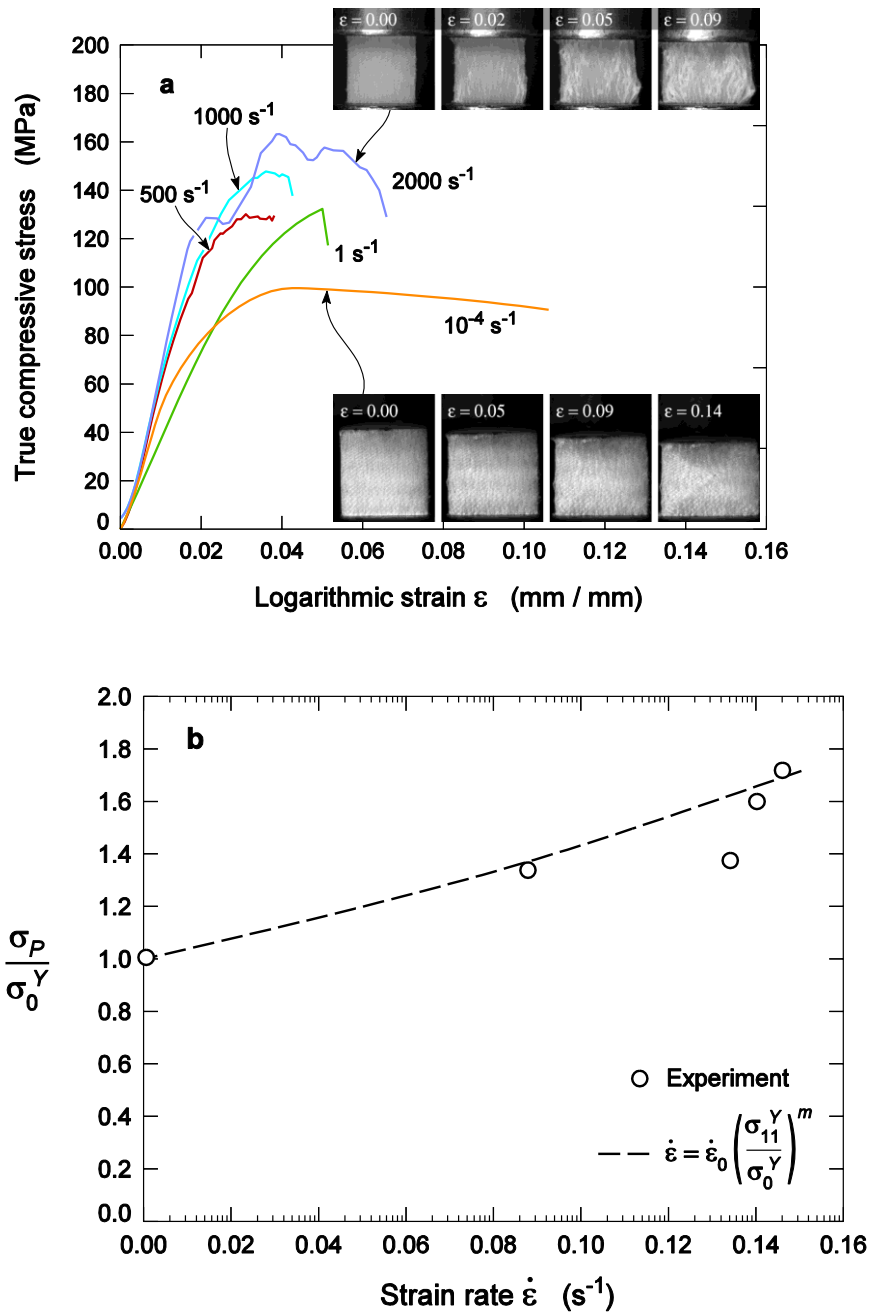 ε = 0.00 ε = 0.02 ε = 0.05 ε = 0.09
a
200
180
160
140
120
100
80
60
40
20
0
True compressive stress (MPa)
1000 s⁻¹
500 s⁻¹
2000 s⁻¹
1 s⁻¹
10⁻⁴ s⁻¹
ε = 0.00 ε = 0.05 ε = 0.09 ε = 0.14
0.00 0.02 0.04 0.06 0.08 0.10 0.12 0.14 0.16
Logarithmic strain ε (mm / mm)
b
2.0
1.8
1.6
1.4
1.2
1.0
0.8
0.6
0.4
0.2
0.0
σ_P / σ₀^Y
Experiment
ε̇ = ε̇₀ (σ₁₁^Y / σ₀^Y)^m
0.00 0.02 0.04 0.06 0.08 0.10 0.12 0.14 0.16
Strain rate ε̇ (s⁻¹)